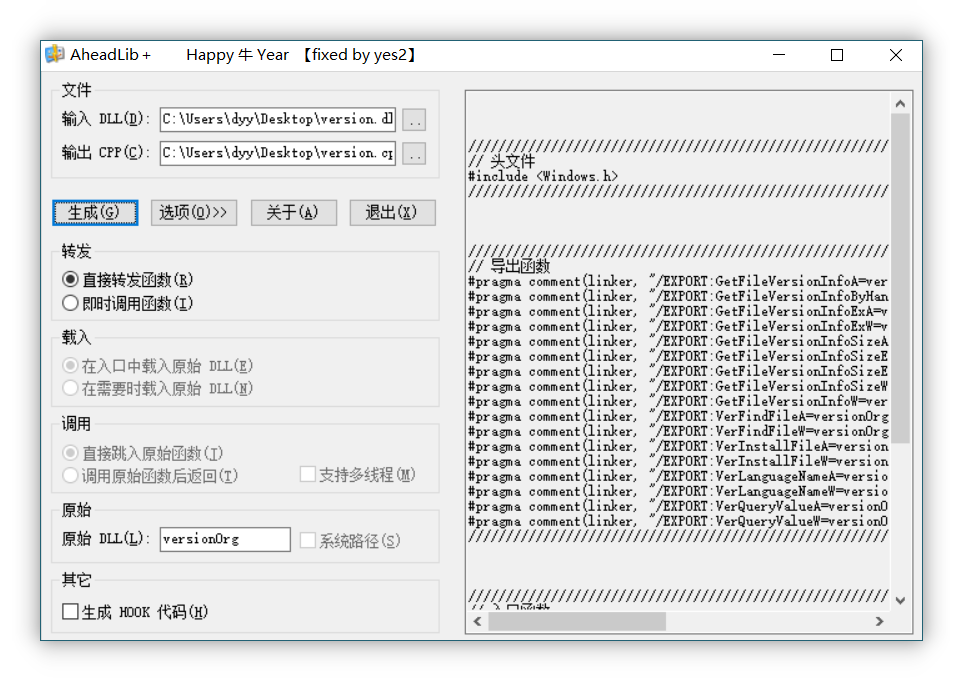 AheadLib + Happy 牛 Year 【fixed by yes2】
文件
输入 DLL(D): C:\Users\dyy\Desktop\version.dl ..
输出 CPP(C): C:\Users\dyy\Desktop\version.cp ..
生成(G) 选项(O)>> 关于(A) 退出(X)
转发
直接转发函数(R)
即时调用函数(I)
载入
在入口中载入原始 DLL(E)
在需要时载入原始 DLL(N)
调用
直接跳入原始函数(I)
调用原始函数后返回(T) 支持多线程(M)
原始
原始 DLL(L): versionOrg 系统路径(S)
其它
生成 HOOK 代码(H)
////////////////////////////////////////////////
// 头文件
#include <Windows.h>
////////////////////////////////////////////////
////////////////////////////////////////////////
// 导出函数
#pragma comment(linker, "/EXPORT:GetFileVersionInfoA=ver
#pragma comment(linker, "/EXPORT:GetFileVersionInfoByHan
#pragma comment(linker, "/EXPORT:GetFileVersionInfoExA=v
#pragma comment(linker, "/EXPORT:GetFileVersionInfoExW=v
#pragma comment(linker, "/EXPORT:GetFileVersionInfoSizeA
#pragma comment(linker, "/EXPORT:GetFileVersionInfoSizeE
#pragma comment(linker, "/EXPORT:GetFileVersionInfoSizeE
#pragma comment(linker, "/EXPORT:GetFileVersionInfoSizeW
#pragma comment(linker, "/EXPORT:GetFileVersionInfoW=ver
#pragma comment(linker, "/EXPORT:VerFindFileA=versionOrg
#pragma comment(linker, "/EXPORT:VerFindFileW=versionOrg
#pragma comment(linker, "/EXPORT:VerInstallFileA=version
#pragma comment(linker, "/EXPORT:VerInstallFileW=version
#pragma comment(linker, "/EXPORT:VerLanguageNameA=versio
#pragma comment(linker, "/EXPORT:VerLanguageNameW=versio
#pragma comment(linker, "/EXPORT:VerQueryValueA=versionO
#pragma comment(linker, "/EXPORT:VerQueryValueW=versionO
////////////////////////////////////////////////
////////////////////////////////////////////////
// 入口函数